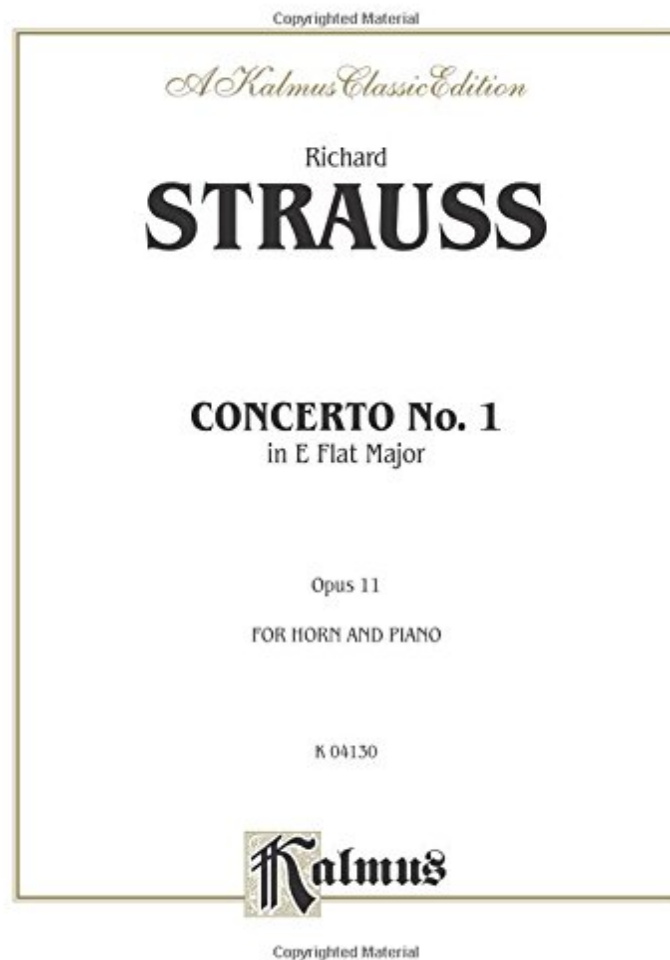 Copyrighted Material
A Kalmus Classic Edition
Richard
STRAUSS
CONCERTO No. 1
in E Flat Major
Opus 11
FOR HORN AND PIANO
K 04130
Kalmus
Copyrighted Material